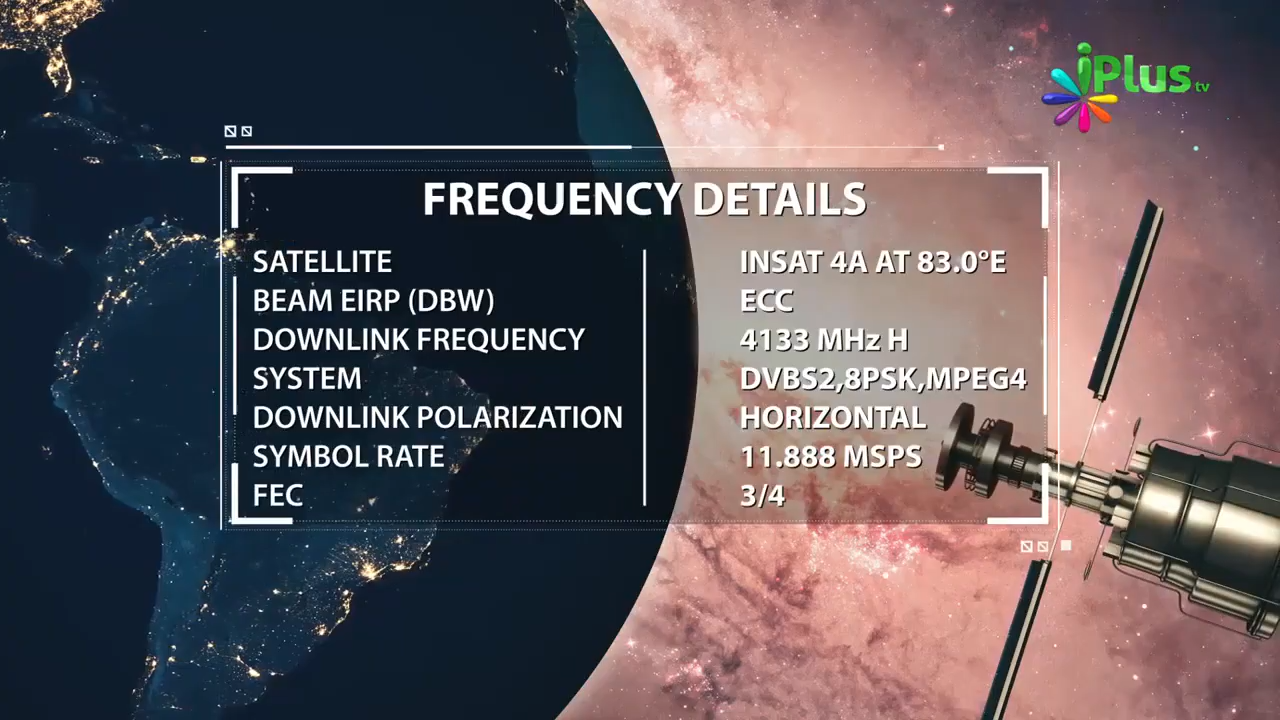 iPlus tv
FREQUENCY DETAILS
SATELLITE INSAT 4A AT 83.0°E
BEAM EIRP (DBW) ECC
DOWNLINK FREQUENCY 4133 MHz H
SYSTEM DVBS2,8PSK,MPEG4
DOWNLINK POLARIZATION HORIZONTAL
SYMBOL RATE 11.888 MSPS
FEC 3/4